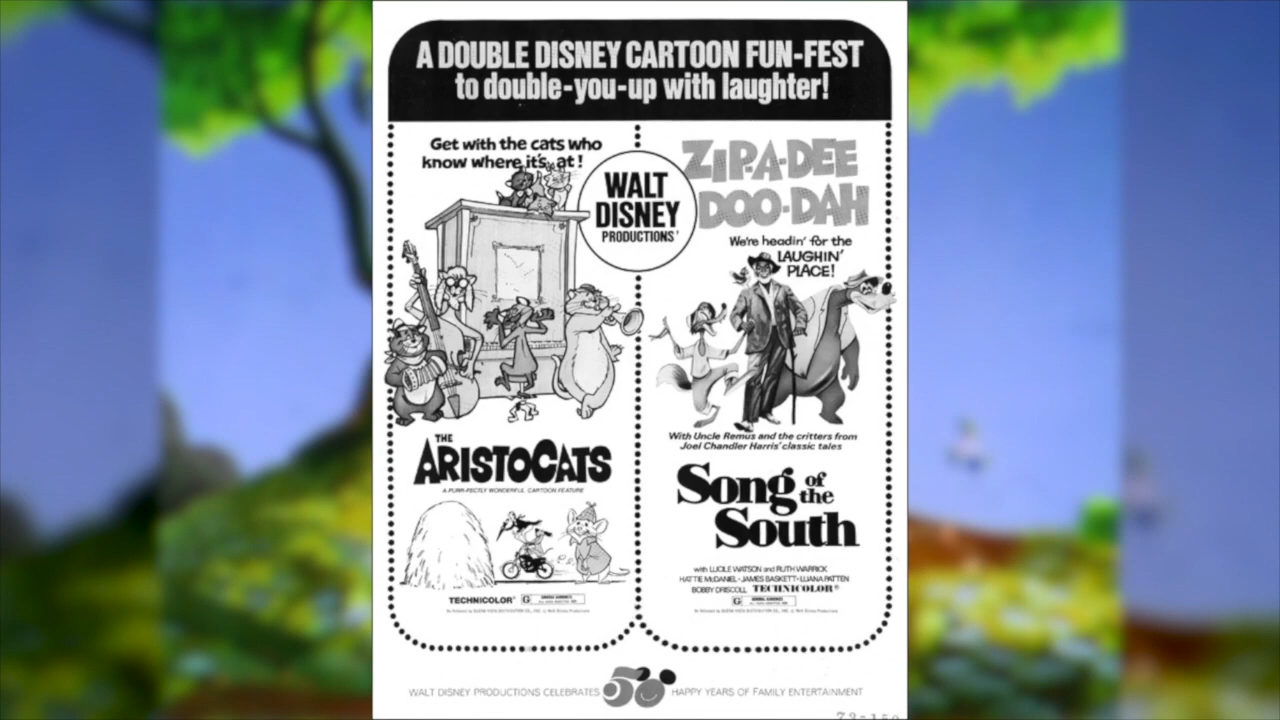 A DOUBLE DISNEY CARTOON FUN-FEST
to double-you-up with laughter!
Get with the cats who
know where it's at!
WALT
DISNEY
PRODUCTIONS'
ZIP-A-DEE
DOO-DAH
We're headin' for the
LAUGHIN'
PLACE!
THE
ARISTOCATS
A PURR-FECTLY WONDERFUL CARTOON FEATURE
TECHNICOLOR®
G
With Uncle Remus and the critters from
Joel Chandler Harris' classic tales
Song of the
South
with LUCILE WATSON and RUTH WARRICK
HATTIE McDANIEL • JAMES BASKETT • LUANA PATTEN
BOBBY DRISCOLL TECHNICOLOR®
G
WALT DISNEY PRODUCTIONS CELEBRATES 50 HAPPY YEARS OF FAMILY ENTERTAINMENT